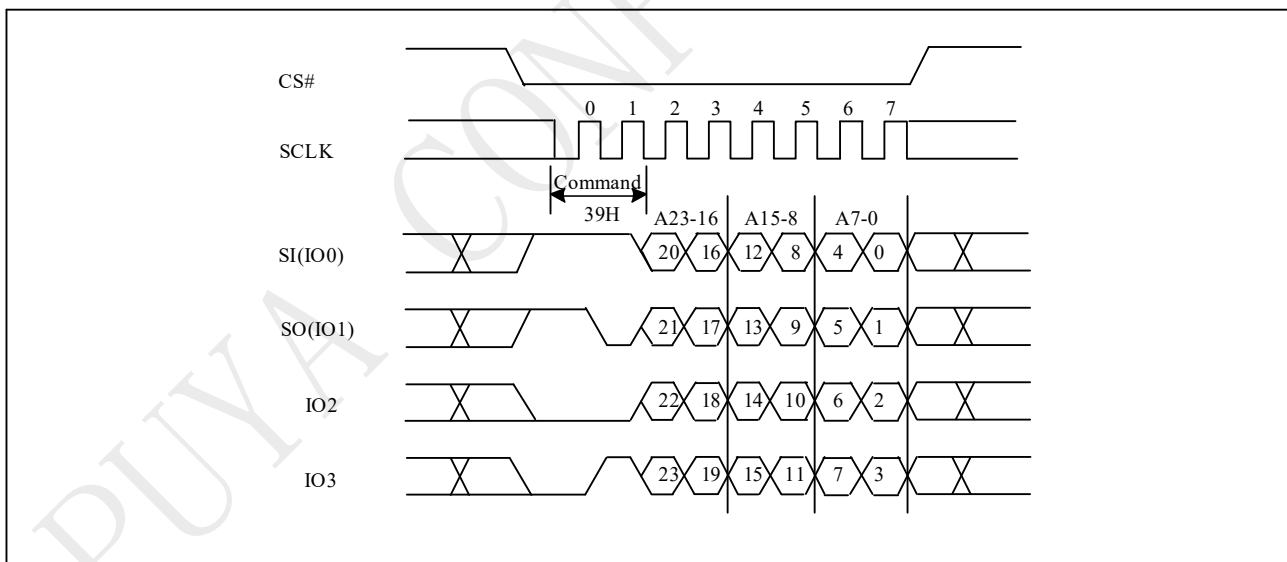 CS#
0 1 2 3 4 5 6 7
SCLK
Command
39H
A23-16 A15-8 A7-0
SI(IO0) 20 16 12 8 4 0
SO(IO1) 21 17 13 9 5 1
IO2 22 18 14 10 6 2
IO3 23 19 15 11 7 3
PUYA CONF